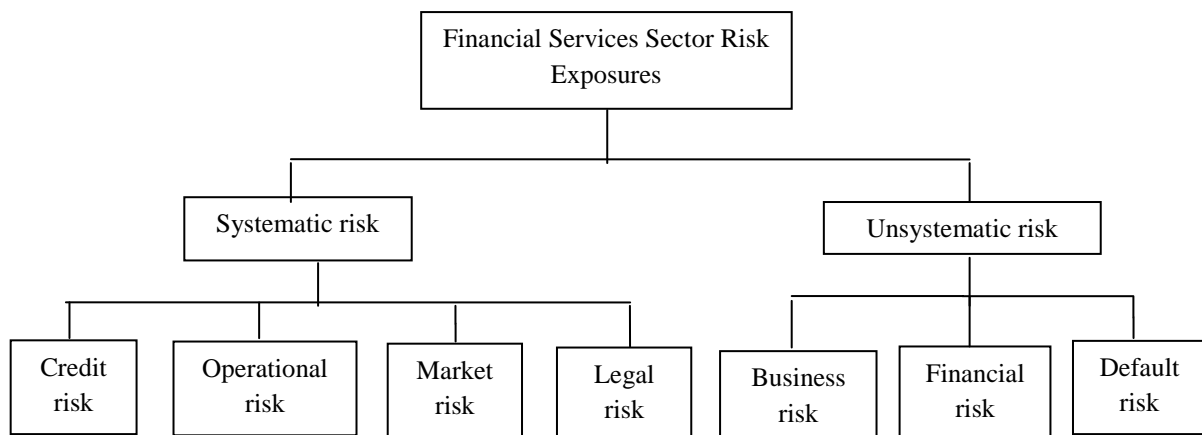 Financial Services Sector Risk
Exposures
Systematic risk
Unsystematic risk
Credit
risk
Operational
risk
Market
risk
Legal
risk
Business
risk
Financial
risk
Default
risk